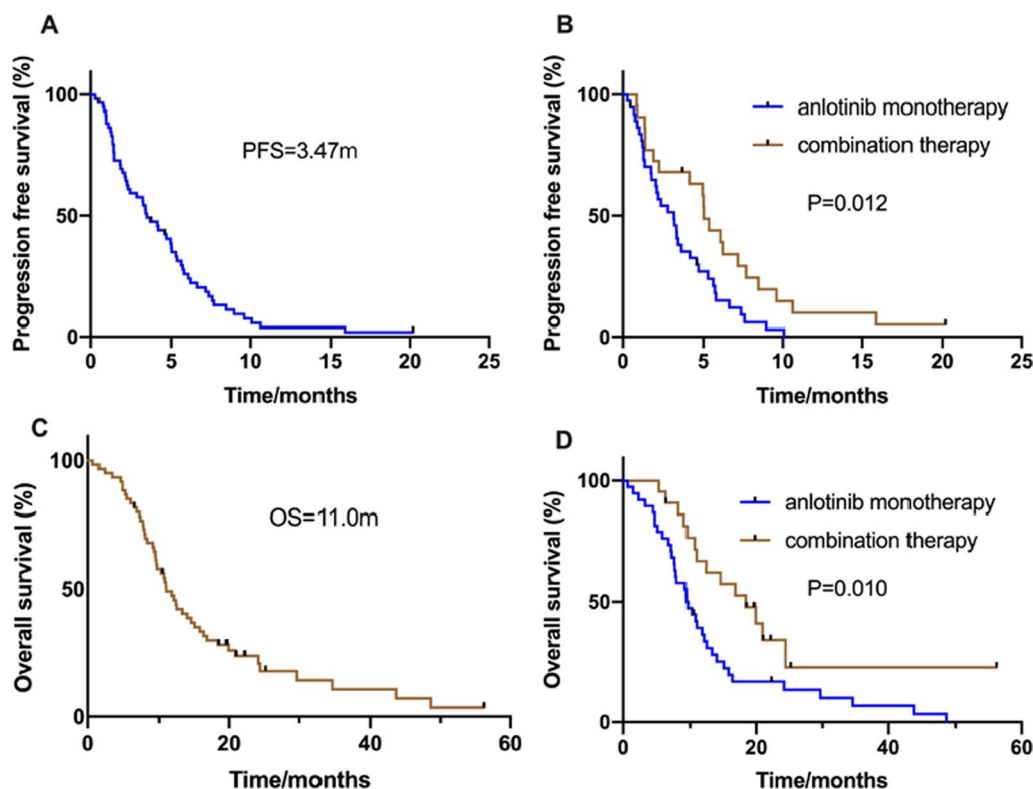 A
Progression free survival (%)
100
50
0
PFS=3.47m
0 5 10 15 20 25
Time/months
B
Progression free survival (%)
100
50
0
anlotinib monotherapy
combination therapy
P=0.012
0 5 10 15 20 25
Time/months
C
Overall survival (%)
100
50
0
OS=11.0m
0 20 40 60
Time/months
D
Overall survival (%)
100
50
0
anlotinib monotherapy
combination therapy
P=0.010
0 20 40 60
Time/months